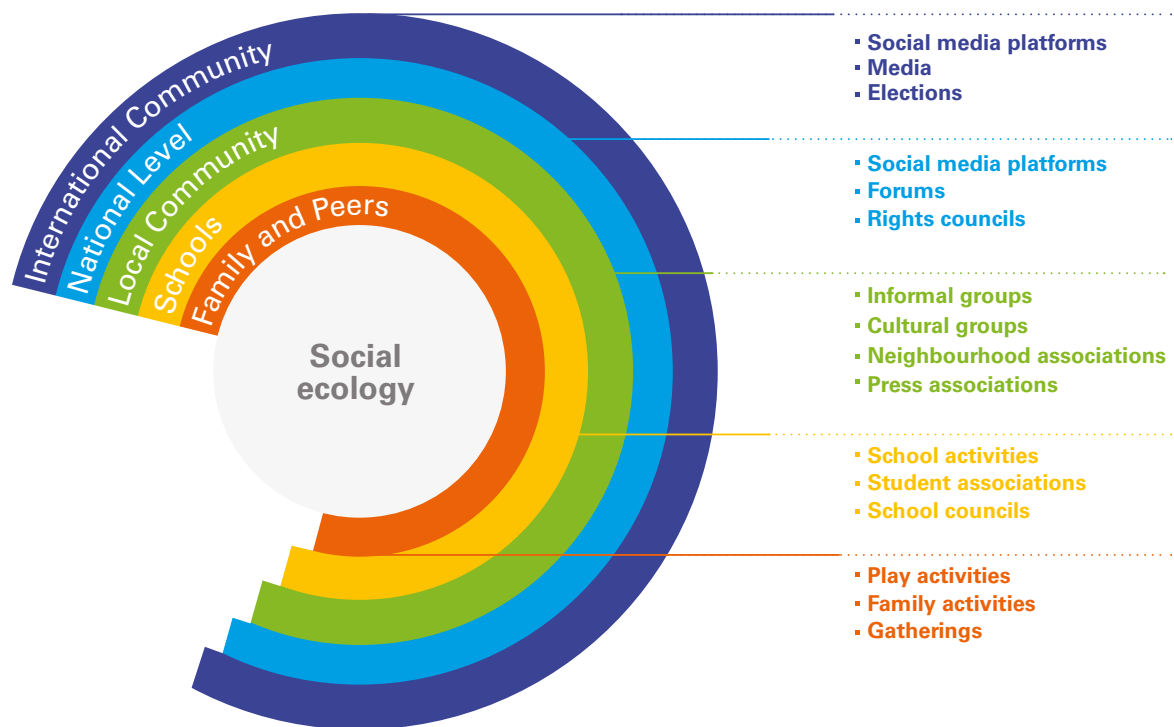 International Community
National Level
Local Community
Schools
Family and Peers
Social
ecology
▪ Social media platforms
▪ Media
▪ Elections
▪ Social media platforms
▪ Forums
▪ Rights councils
▪ Informal groups
▪ Cultural groups
▪ Neighbourhood associations
▪ Press associations
▪ School activities
▪ Student associations
▪ School councils
▪ Play activities
▪ Family activities
▪ Gatherings